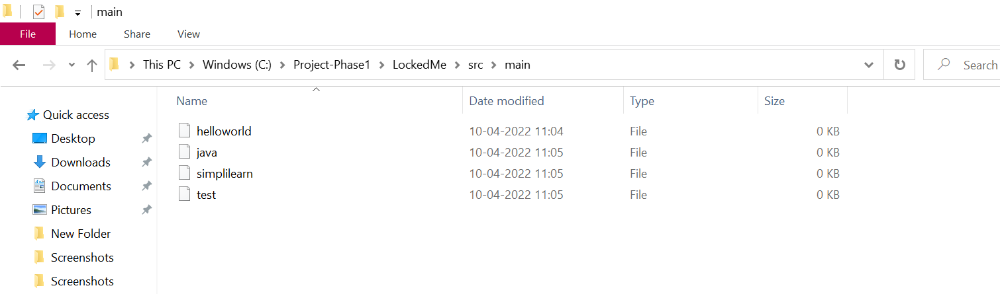 main
File Home Share View
This PC Windows (C:) Project-Phase1 LockedMe src main Search
Name Date modified Type Size
Quick access
Desktop
Downloads
Documents
Pictures
New Folder
Screenshots
Screenshots
helloworld 10-04-2022 11:04 File 0 KB
java 10-04-2022 11:05 File 0 KB
simplilearn 10-04-2022 11:05 File 0 KB
test 10-04-2022 11:05 File 0 KB